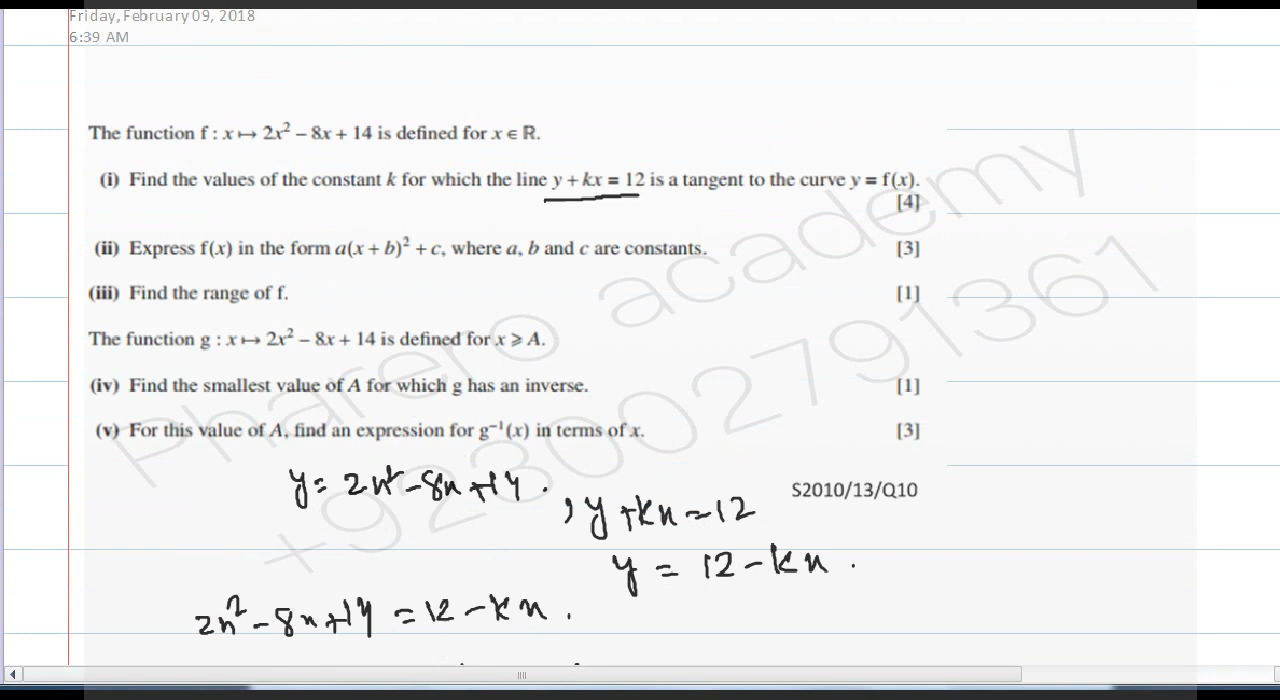 Friday, February 09, 2018
6:39 AM
The function f : x ↦ 2x² – 8x + 14 is defined for x ∈ ℝ.
(i) Find the values of the constant k for which the line y + kx = 12 is a tangent to the curve y = f(x).
[4]
(ii) Express f(x) in the form a(x + b)² + c, where a, b and c are constants. [3]
(iii) Find the range of f. [1]
The function g : x ↦ 2x² – 8x + 14 is defined for x ⩾ A.
(iv) Find the smallest value of A for which g has an inverse. [1]
(v) For this value of A, find an expression for g⁻¹(x) in terms of x. [3]
S2010/13/Q10
y = 2x² – 8x + 14 .
, y + kx = 12
y = 12 – kx .
2x² – 8x + 14 = 12 – kx .
Pharero academy
+923002791361